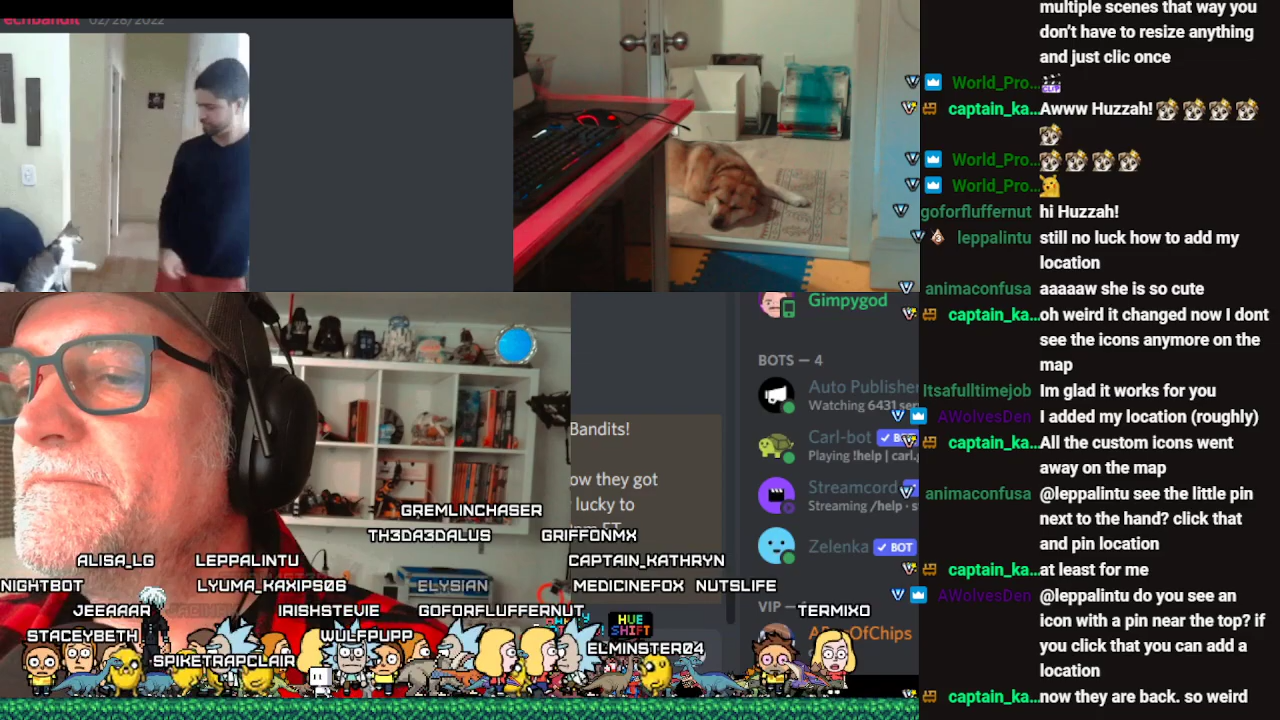 echbandit 02/28/2022
multiple scenes that way you
don't have to resize anything
and just clic once
World_Pro...
captain_ka... Awww Huzzah!
World_Pro...
World_Pro...
goforfluffernut hi Huzzah!
leppalintu still no luck how to add my
location
animaconfusa aaaaaw she is so cute
captain_ka... oh weird it changed now I dont
see the icons anymore on the
map
Itsafulltimejob Im glad it works for you
AWolvesDen I added my location (roughly)
captain_ka... All the custom icons went
away on the map
animaconfusa @leppalintu see the little pin
next to the hand? click that
and pin location
captain_ka... at least for me
AWolvesDen @leppalintu do you see an
icon with a pin near the top? if
you click that you can add a
location
captain_ka... now they are back. so weird
Gimpygod
BOTS — 4
Auto Publisher
Watching 6431 ser
Carl-bot ✓ BOT
Playing !help | carl.g
Streamcord
Streaming /help · s
Zelenka ✓ BOT
VIP —
Bandits!
ow they got
lucky to
GREMLINCHASER
TH3DA3DALUS GRIFFONMX
ALISA_LG LEPPALINTU CAPTAIN_KATHRYN
NIGHTBOT LYUMA_KAXIPS06 ELYSIAN MEDICINEFOX NUTSLIFE
JEEAAAR IRISHSTEVIE GOFORFLUFFERNUT TERMIXO
HUE
SHIFT
STACEYBETH WULFPUPP OfChips
SPIKETRAPCLAIR ELMINSTER04